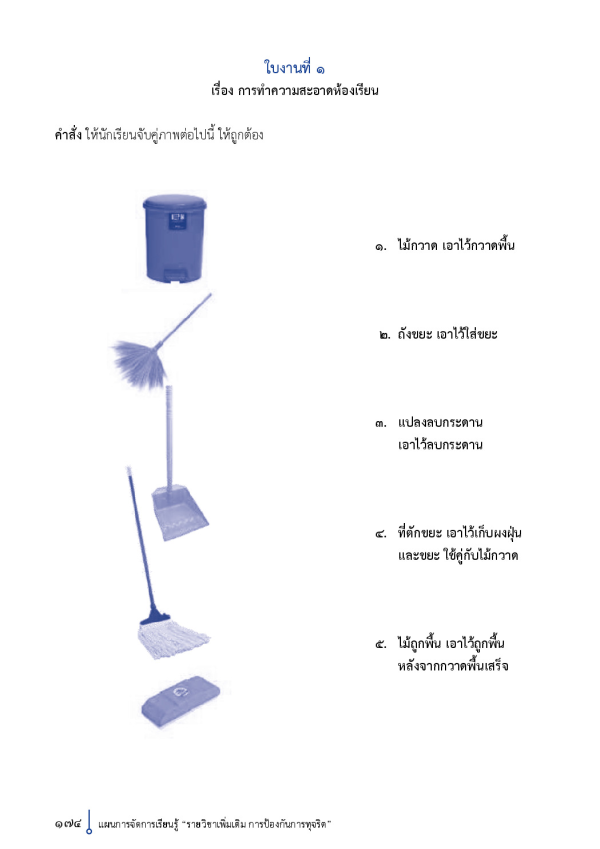 ใบงานที่ ๑
เรื่อง การทำความสะอาดห้องเรียน
คำสั่ง ให้นักเรียนจับคู่ภาพต่อไปนี้ ให้ถูกต้อง
๑. ไม้กวาด เอาไว้กวาดพื้น
๒. ถังขยะ เอาไว้ใส่ขยะ
๓. แปลงลบกระดาน
เอาไว้ลบกระดาน
๔. ที่ตักขยะ เอาไว้เก็บผงฝุ่น
และขยะ ใช้คู่กับไม้กวาด
๕. ไม้ถูกพื้น เอาไว้ถูกพื้น
หลังจากกวาดพื้นเสร็จ
๑๗๔ แผนการจัดการเรียนรู้ “รายวิชาเพิ่มเติม การป้องกันการทุจริต”